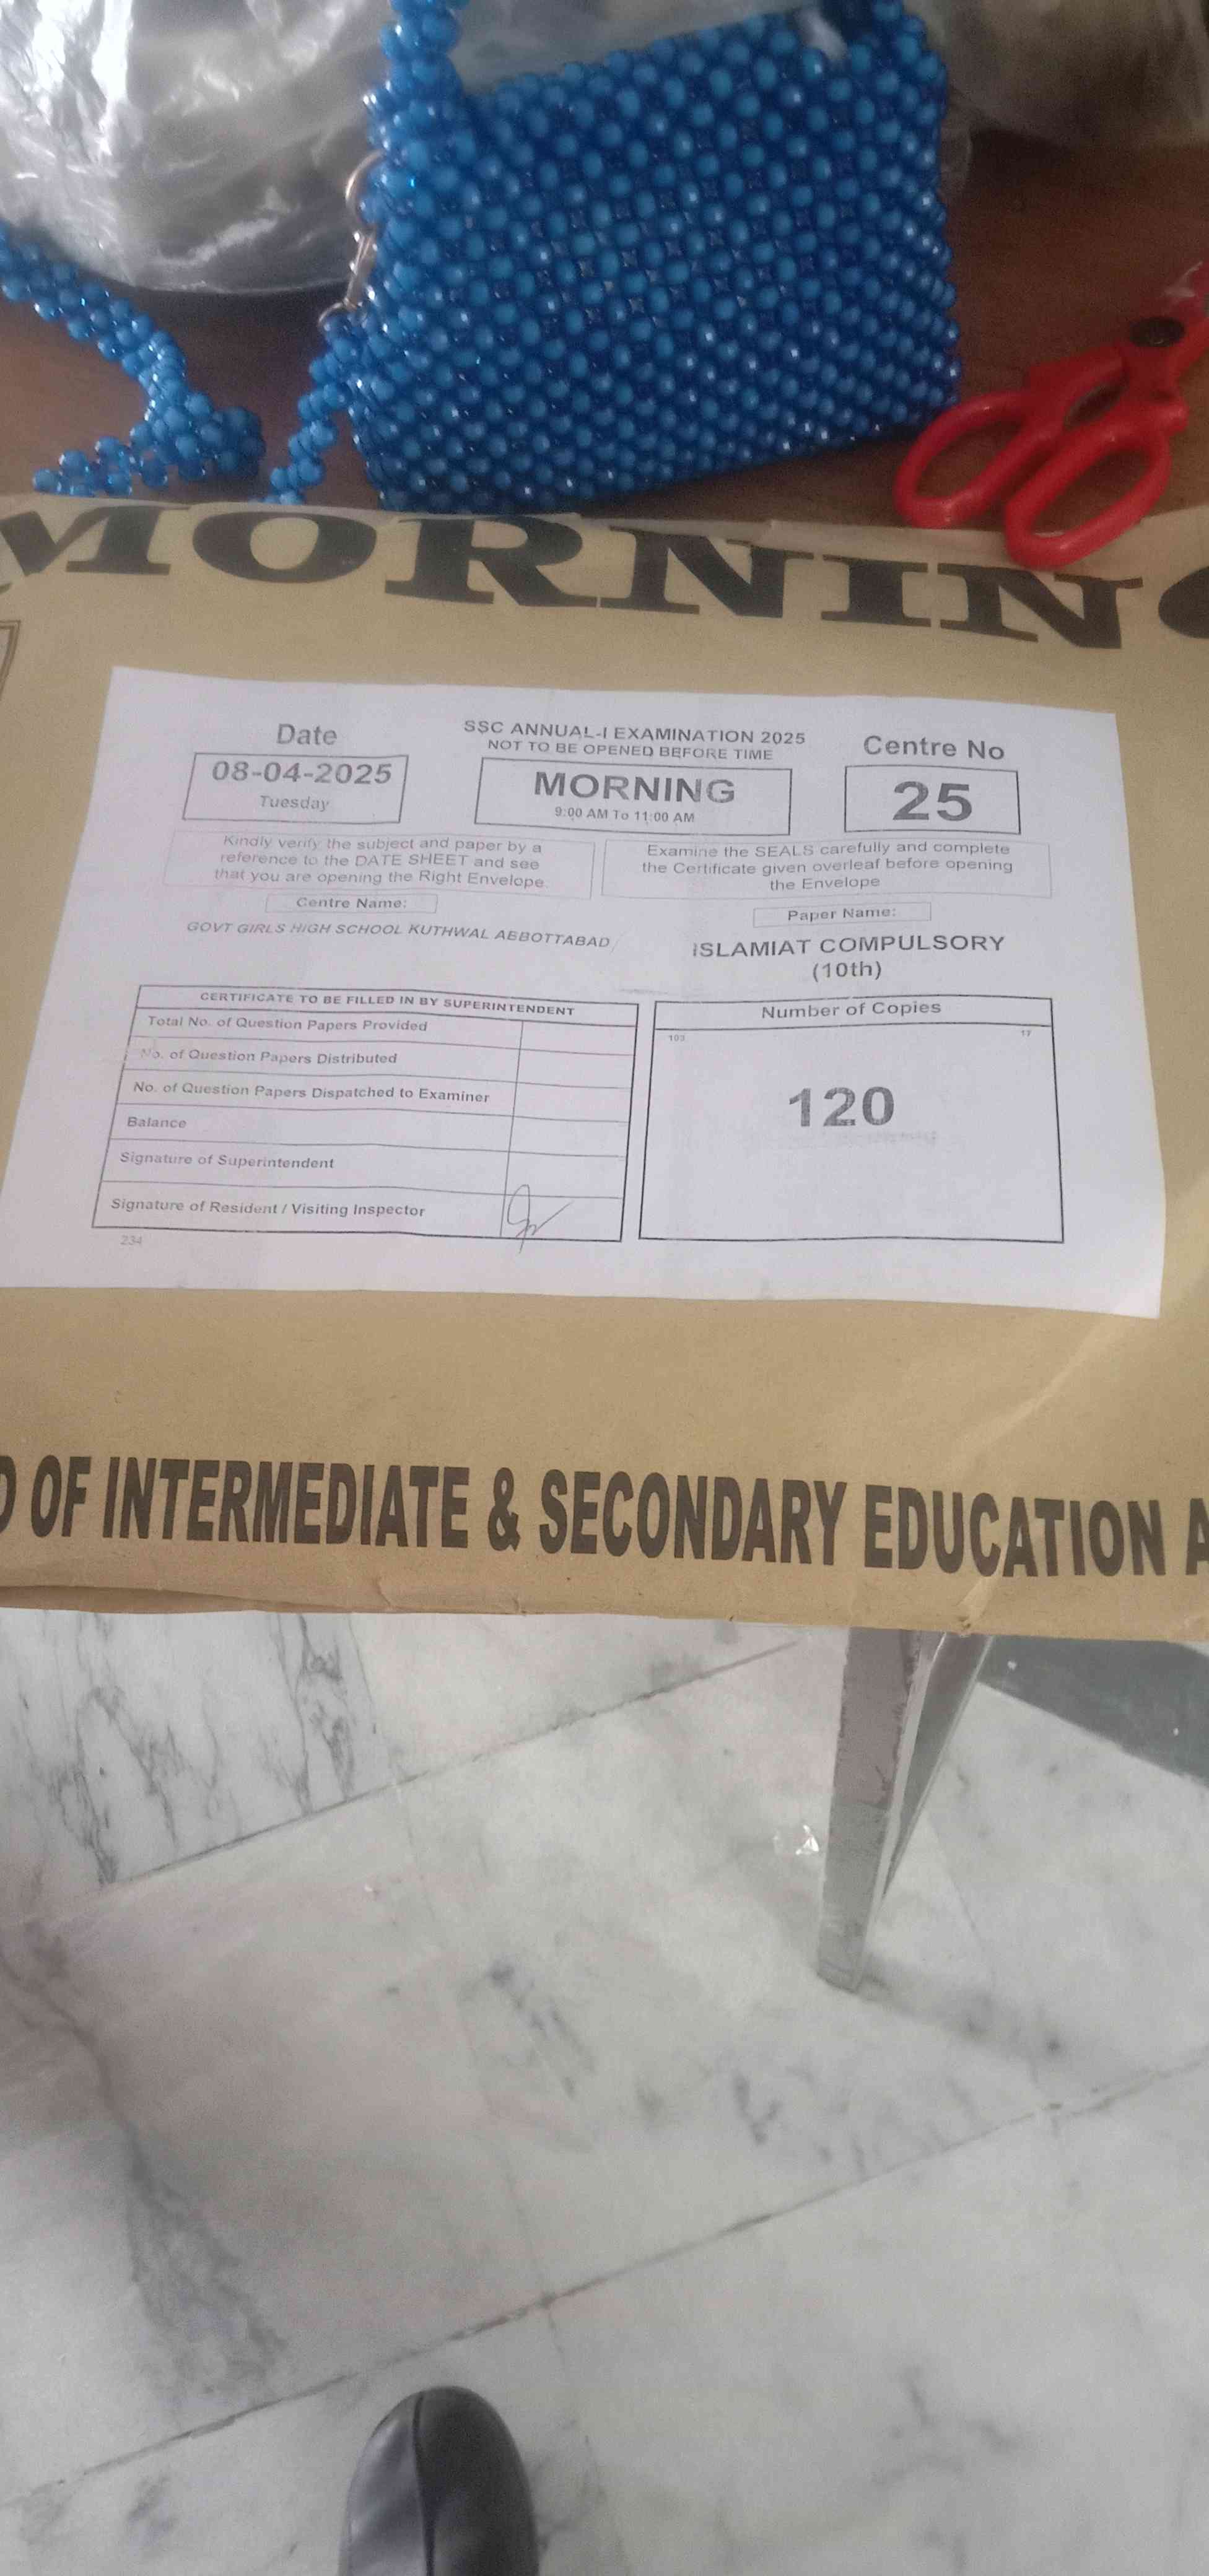 MORNING
Date
08-04-2025
Tuesday
SSC ANNUAL-I EXAMINATION 2025
NOT TO BE OPENED BEFORE TIME
MORNING
9:00 AM To 11:00 AM
Centre No
25
Kindly verify the subject and paper by a
reference to the DATE SHEET and see
that you are opening the Right Envelope.
Examine the SEALS carefully and complete
the Certificate given overleaf before opening
the Envelope
Centre Name:
GOVT GIRLS HIGH SCHOOL KUTHWAL ABBOTTABAD
Paper Name:
ISLAMIAT COMPULSORY
(10th)
CERTIFICATE TO BE FILLED IN BY SUPERINTENDENT
Total No. of Question Papers Provided
No. of Question Papers Distributed
No. of Question Papers Dispatched to Examiner
Balance
Signature of Superintendent
Signature of Resident / Visiting Inspector
234
Number of Copies
103 17
120
D OF INTERMEDIATE & SECONDARY EDUCATION A